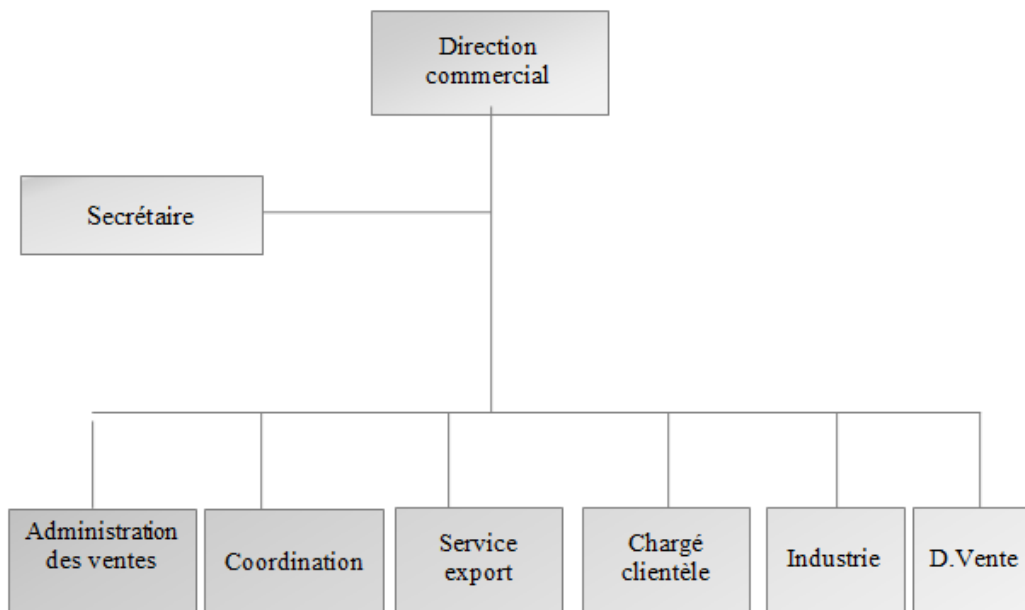 Direction
commercial
Secrétaire
Administration
des ventes
Coordination
Service
export
Chargé
clientèle
Industrie
D.Vente